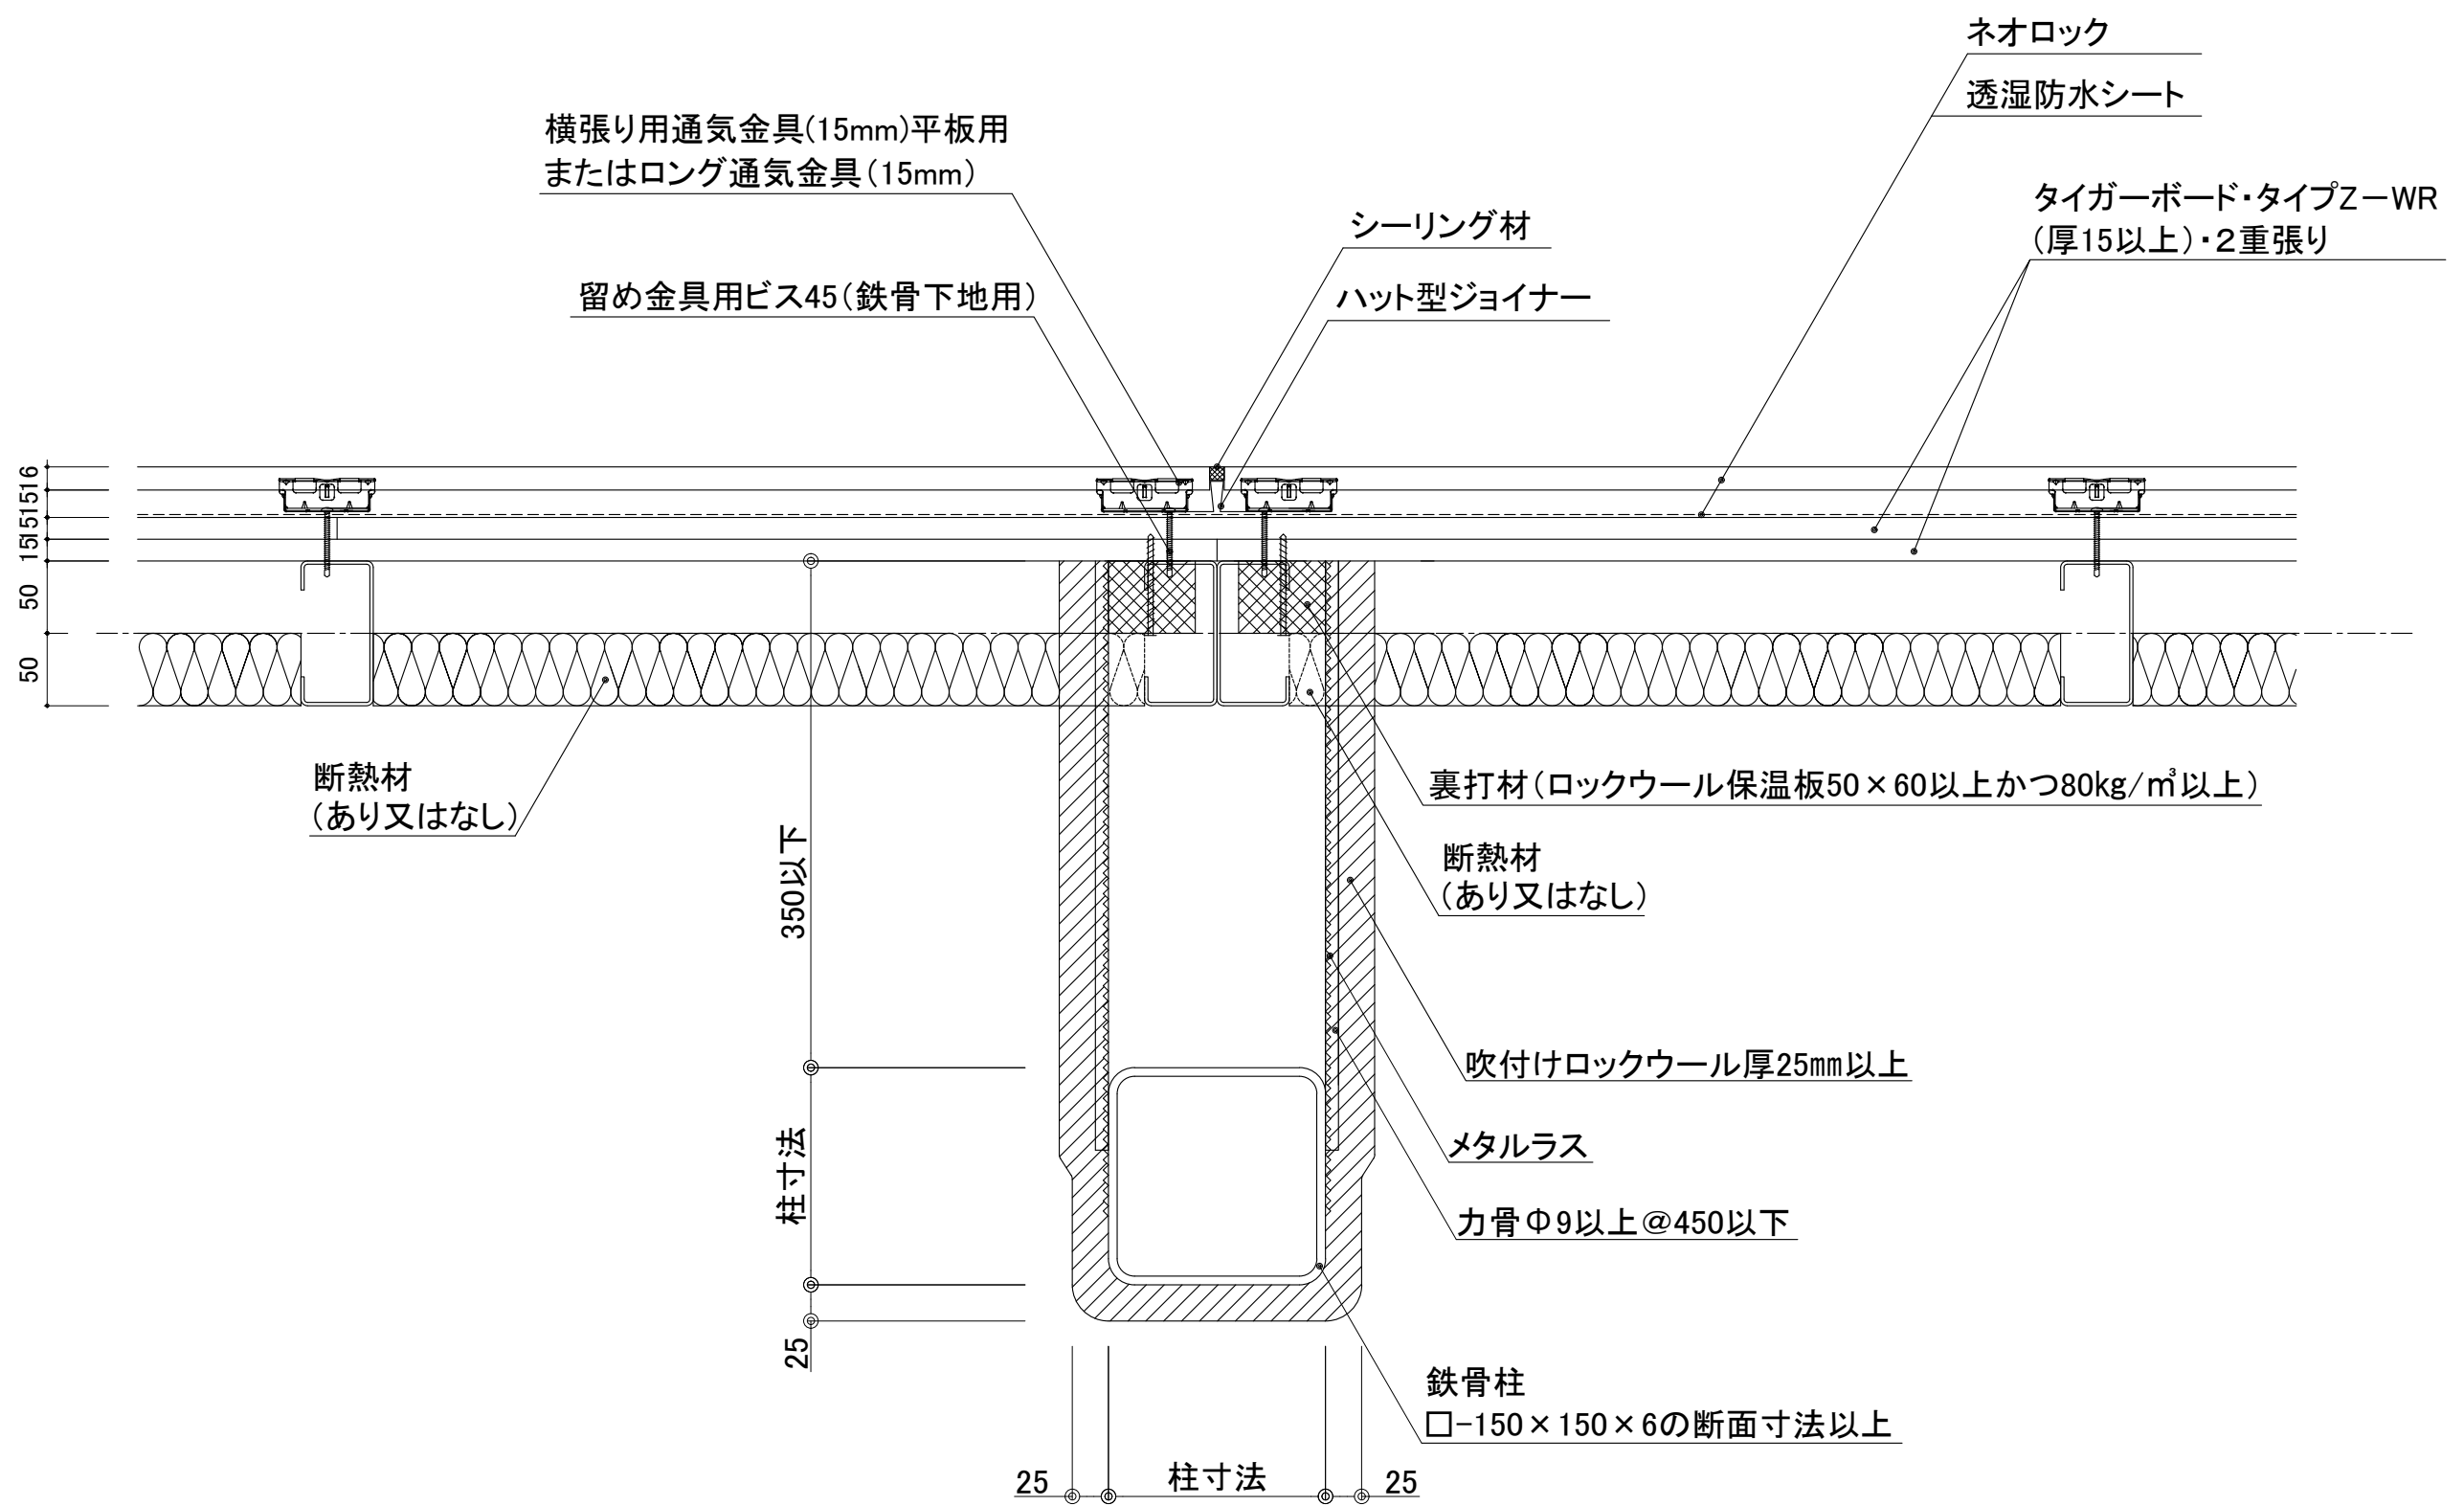 ネオロック
透湿防水シート
横張り用通気金具(15mm)平板用
またはロング通気金具(15mm)
タイガーボード・タイプZ－WR
(厚15以上)・2重張り
シーリング材
留め金具用ビス45(鉄骨下地用)
ハット型ジョイナー
16
15
15
15
50
50
断熱材
(あり又はなし)
裏打材(ロックウール保温板50×60以上かつ80kg/㎥以上)
断熱材
(あり又はなし)
350以下
吹付けロックウール厚25mm以上
メタルラス
柱寸法
力骨Φ9以上@450以下
25
鉄骨柱
□-150×150×6の断面寸法以上
25
柱寸法
25